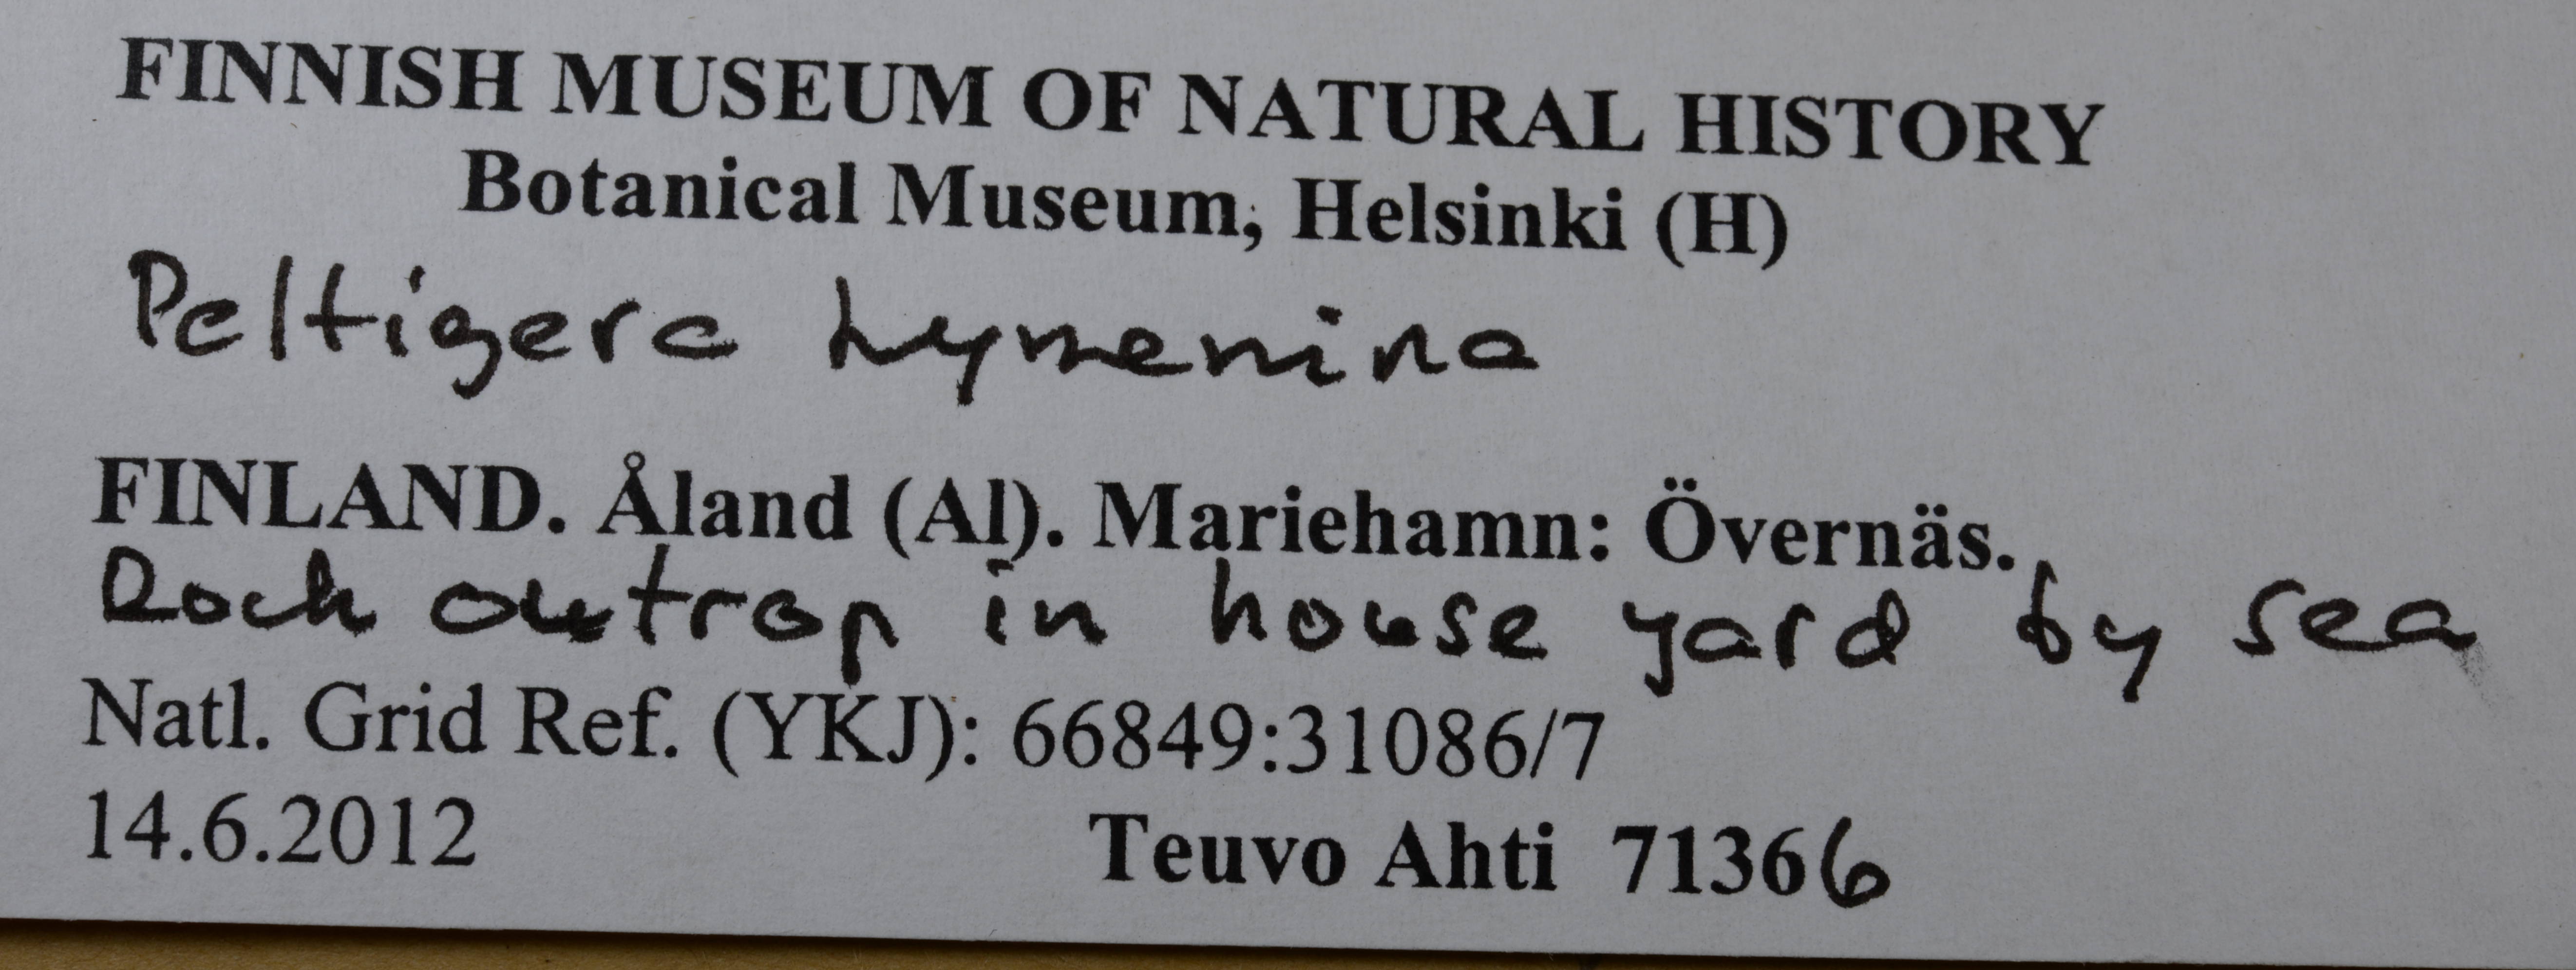 FINNISH MUSEUM OF NATURAL HISTORY
Botanical Museum, Helsinki (H)
Peltigera hymenina
FINLAND. Åland (Al). Mariehamn: Övernäs.
Rock outrop in house yard by sea
Natl. Grid Ref. (YKJ): 66849:31086/7
14.6.2012 Teuvo Ahti 71366